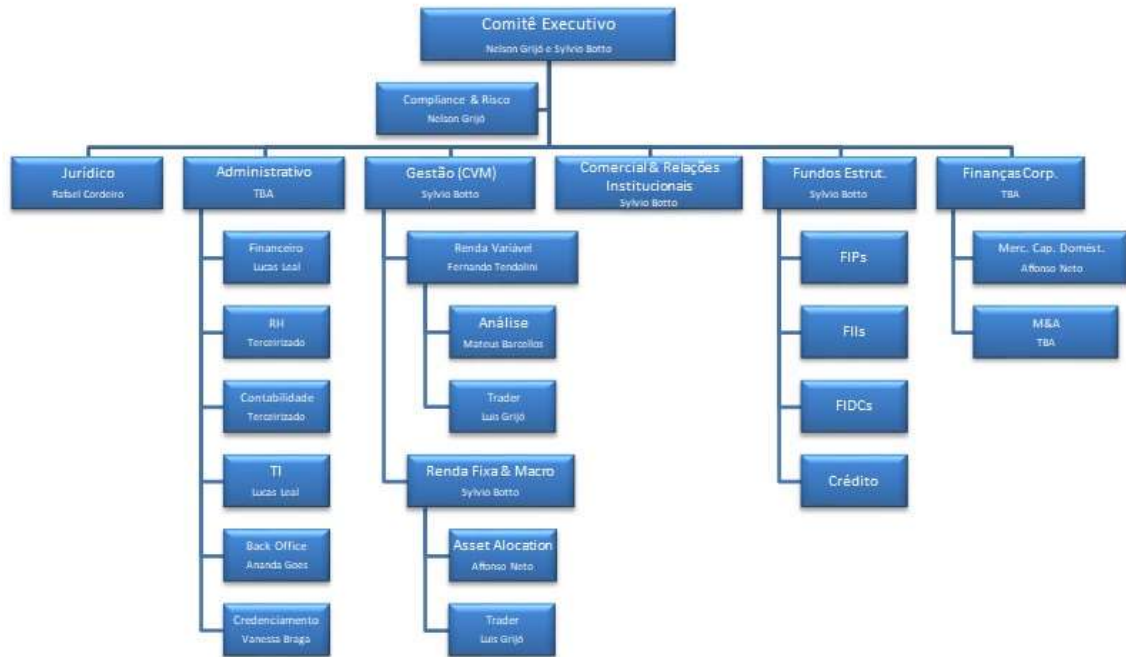 Comitê Executivo
Nelson Grijó e Sylvio Botto
Compliance & Risco
Nelson Grijó
Jurídico
Rafael Cordeiro
Administrativo
TBA
Gestão (CVM)
Sylvio Botto
Comercial & Relações
Institucionais
Sylvio Botto
Fundos Estrut.
Sylvio Botto
Finanças Corp.
TBA
Financeiro
Lucas Leal
RH
Terceirizado
Contabilidade
Terceirizado
TI
Lucas Leal
Back Office
Ananda Goes
Credenciamento
Vanessa Braga
Renda Variável
Fernando Tendolini
Análise
Mateus Barcellos
Trader
Luis Grijó
Renda Fixa & Macro
Sylvio Botto
Asset Alocation
Affonso Neto
Trader
Luis Grijó
FIPs
FIIs
FIDCs
Crédito
Merc. Cap. Domést.
Affonso Neto
M&A
TBA